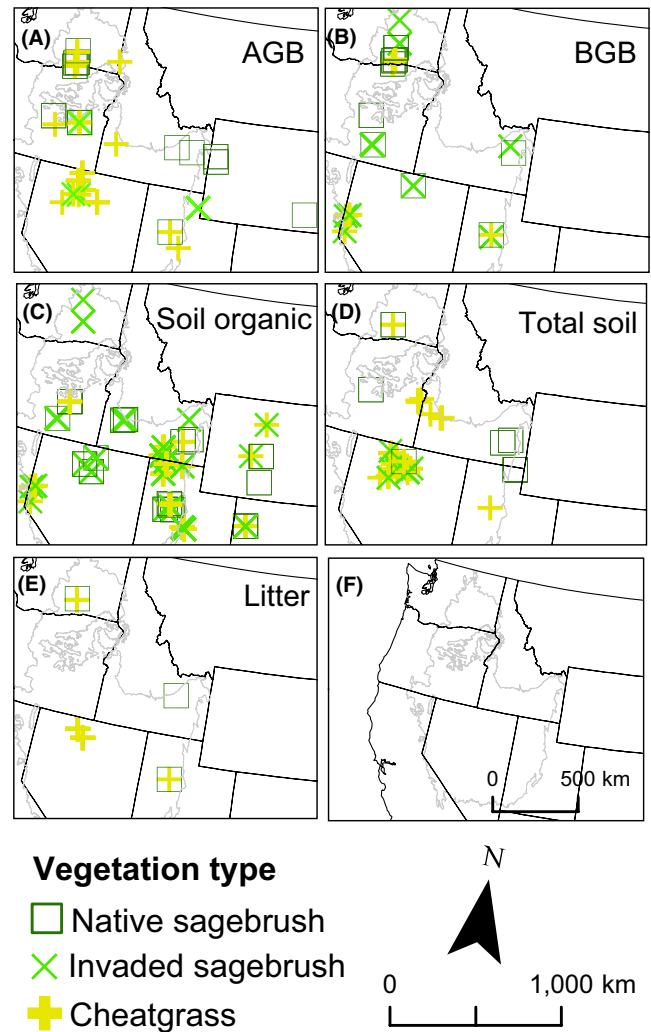 (A) AGB
(B) BGB
(C) Soil organic
(D) Total soil
(E) Litter
(F)
0 500 km
Vegetation type
Native sagebrush
Invaded sagebrush
Cheatgrass
N
0 1,000 km